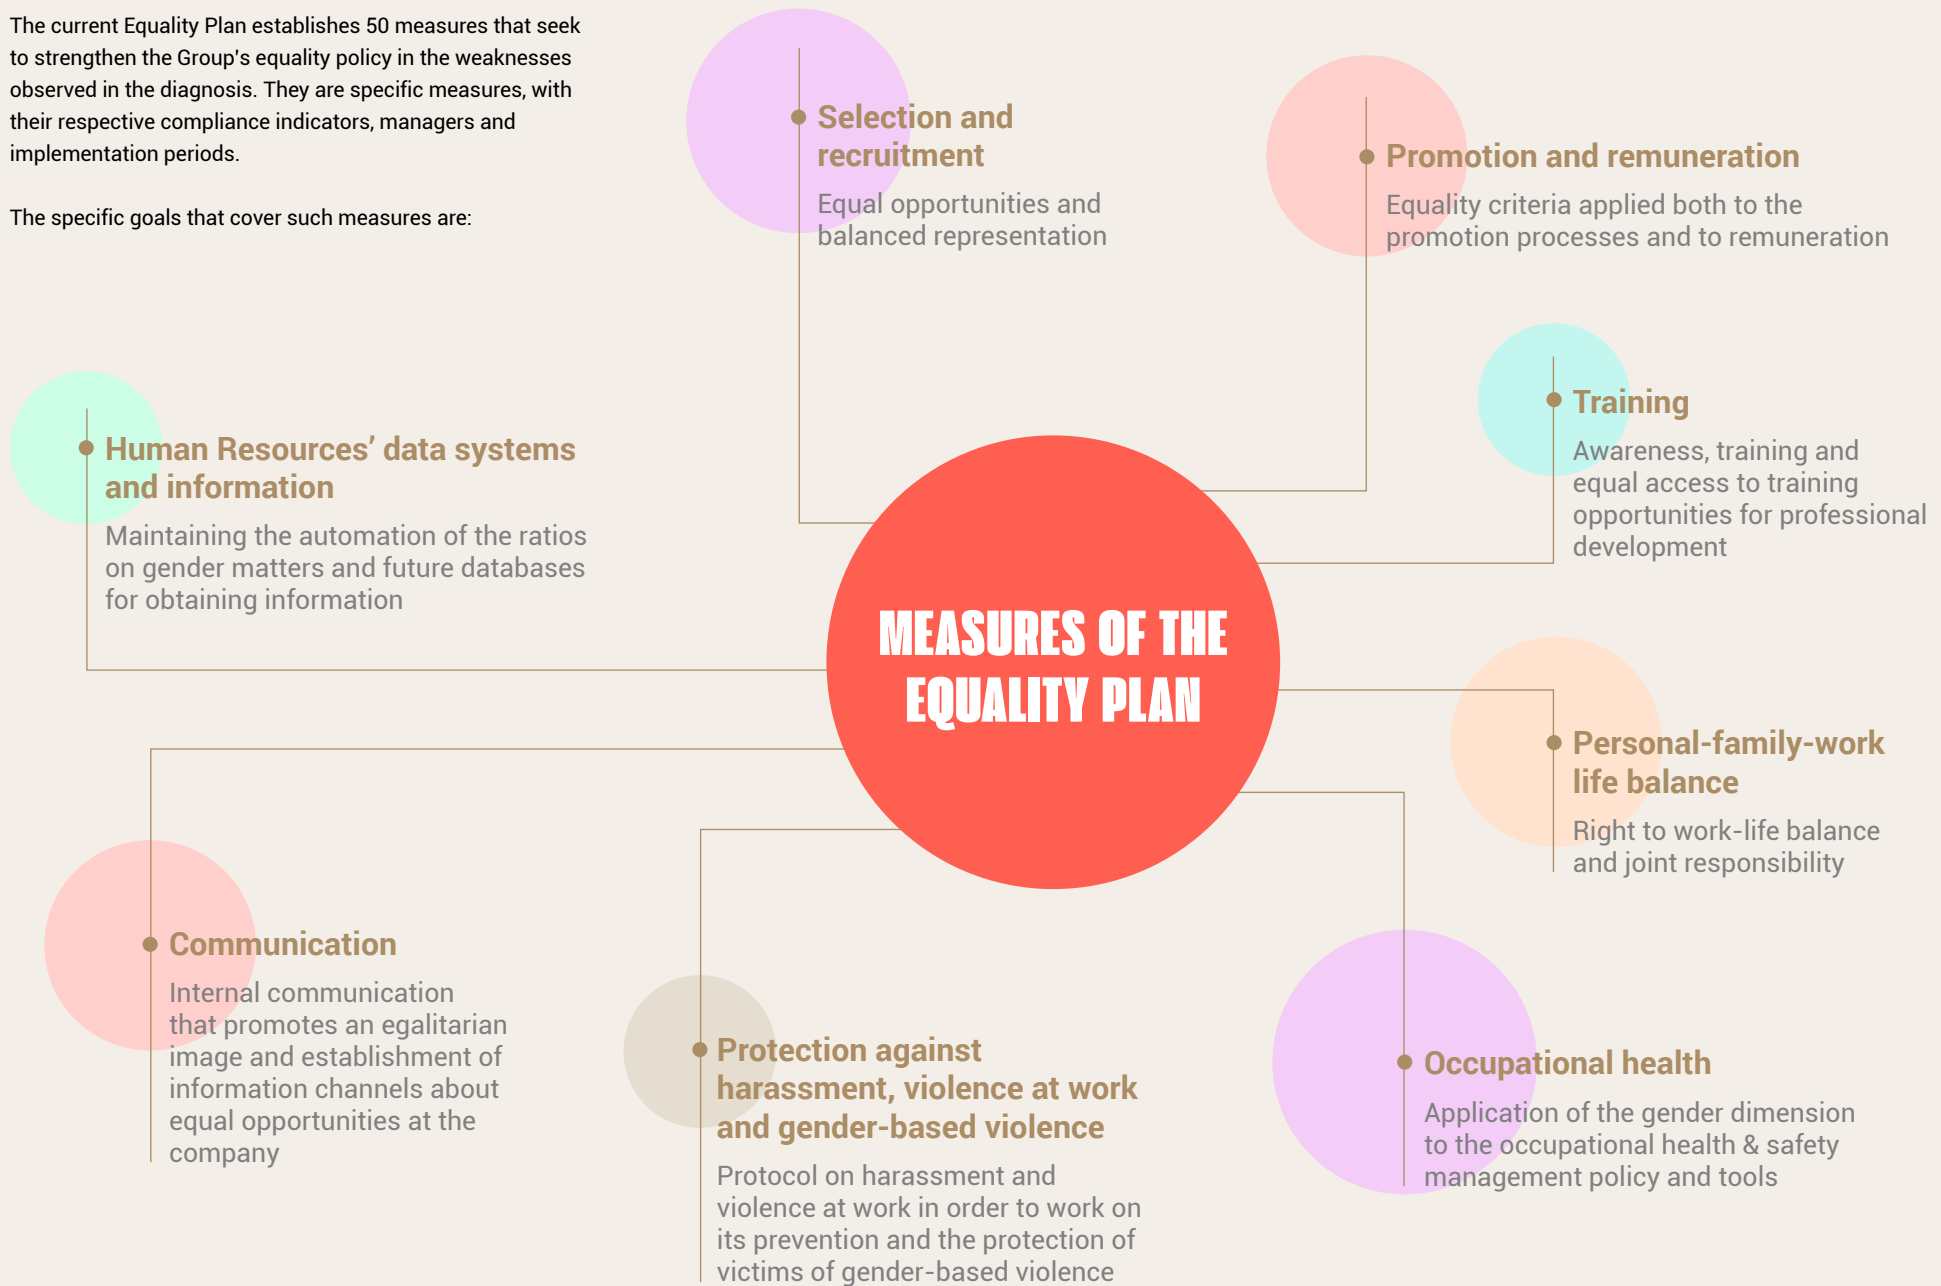 The current Equality Plan establishes 50 measures that seek
to strengthen the Group's equality policy in the weaknesses
observed in the diagnosis. They are specific measures, with
their respective compliance indicators, managers and
implementation periods.
The specific goals that cover such measures are:
Selection and
recruitment
Equal opportunities and
balanced representation
Promotion and remuneration
Equality criteria applied both to the
promotion processes and to remuneration
Training
Awareness, training and
equal access to training
opportunities for professional
development
Human Resources’ data systems
and information
Maintaining the automation of the ratios
on gender matters and future databases
for obtaining information
MEASURES OF THE
EQUALITY PLAN
Personal-family-work
life balance
Right to work-life balance
and joint responsibility
Communication
Internal communication
that promotes an egalitarian
image and establishment of
information channels about
equal opportunities at the
company
Protection against
harassment, violence at work
and gender-based violence
Protocol on harassment and
violence at work in order to work on
its prevention and the protection of
victims of gender-based violence
Occupational health
Application of the gender dimension
to the occupational health & safety
management policy and tools